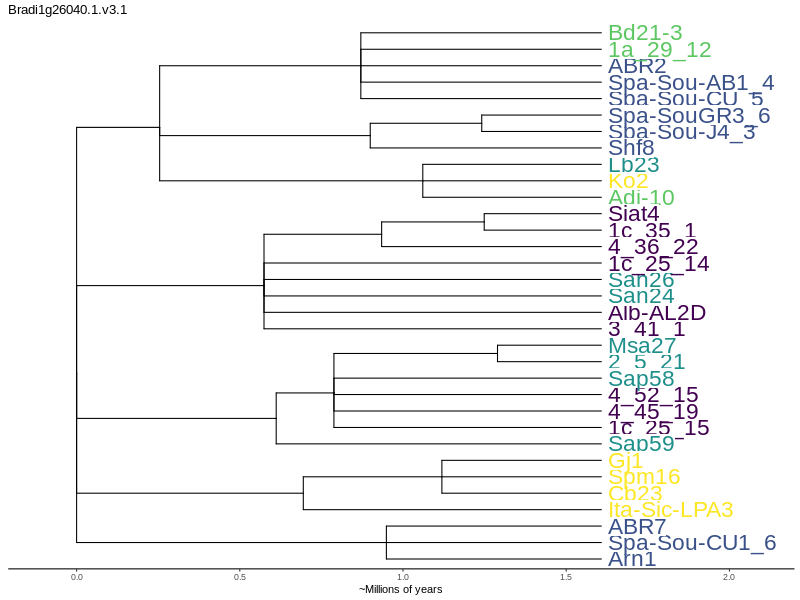 Bradi1g26040.1.v3.1
Bd21-3
1a_29_12
ABR2
Spa-Sou-AB1_4
Spa-Sou-CU_5
Spa-SouGR3_6
Spa-Sou-J4_3
Shf8
Lb23
Ko2
Adi-10
Siat4
1c_35_1
4_36_22
1c_25_14
San26
San24
Alb-AL2D
3_41_1
Msa27
2_5_21
Sap58
4_52_15
4_45_19
1c_25_15
Sap59
Gj1
Spm16
Cb23
Ita-Sic-LPA3
ABR7
Spa-Sou-CU1_6
Arn1
0.0 0.5 1.0 1.5 2.0
~Millions of years